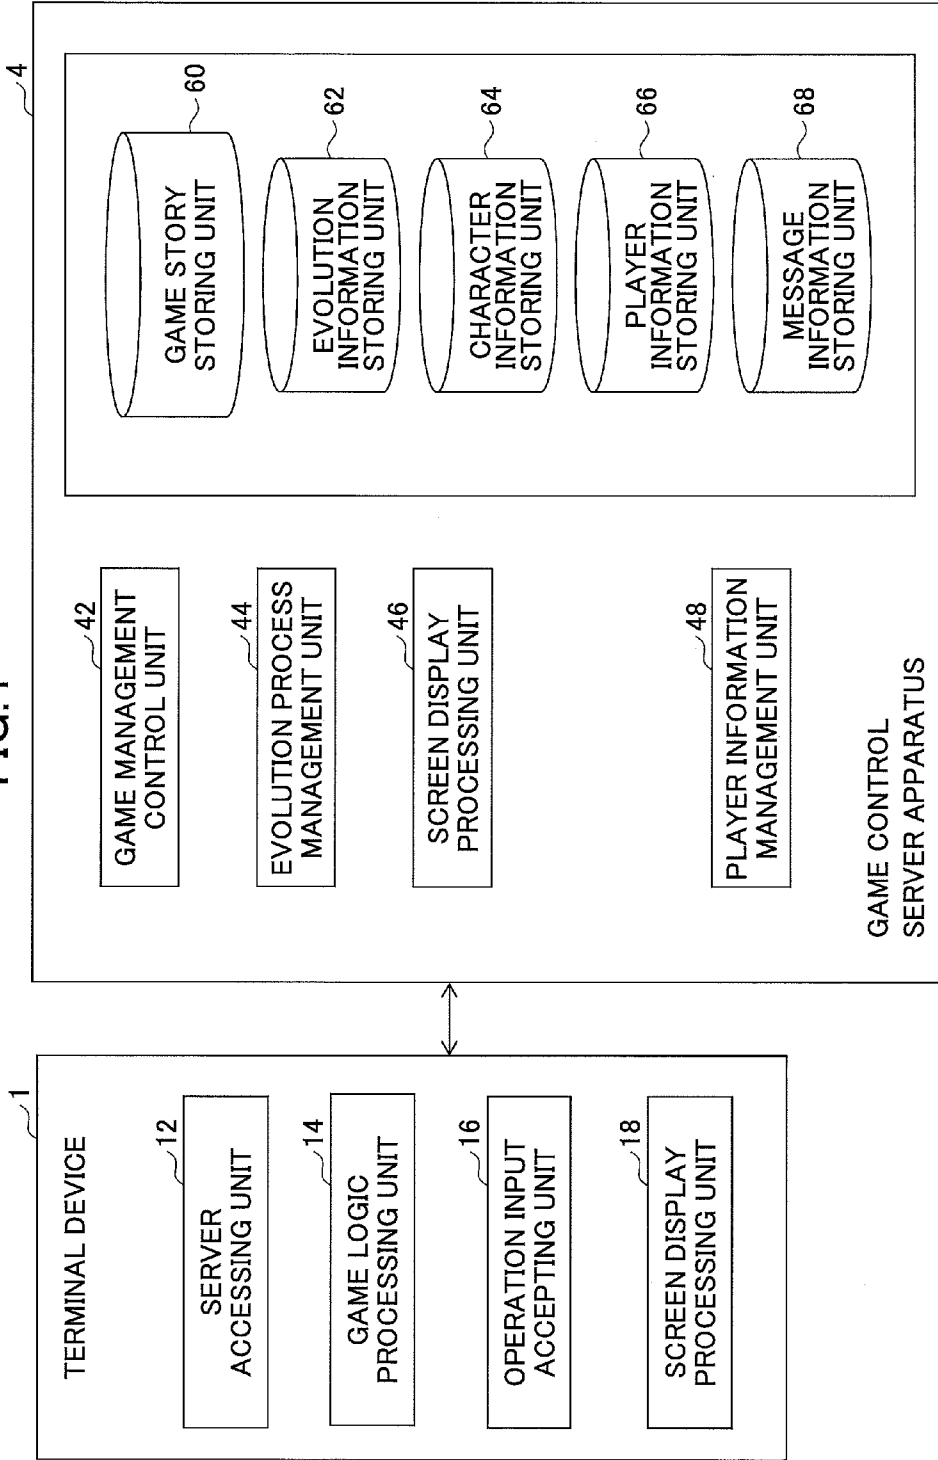 FIG.
1
TERMINAL DEVICE
12
SERVER
ACCESSING UNIT
14
GAME LOGIC
PROCESSING UNIT
16
OPERATION INPUT
ACCEPTING UNIT
18
SCREEN DISPLAY
PROCESSING UNIT
4
42
GAME MANAGEMENT
CONTROL UNIT
44
EVOLUTION PROCESS
MANAGEMENT UNIT
46
SCREEN DISPLAY
PROCESSING UNIT
48
PLAYER INFORMATION
MANAGEMENT UNIT
GAME CONTROL
SERVER APPARATUS
60
GAME STORY
STORING UNIT
62
EVOLUTION
INFORMATION
STORING UNIT
64
CHARACTER
INFORMATION
STORING UNIT
66
PLAYER
INFORMATION
STORING UNIT
68
MESSAGE
INFORMATION
STORING UNIT